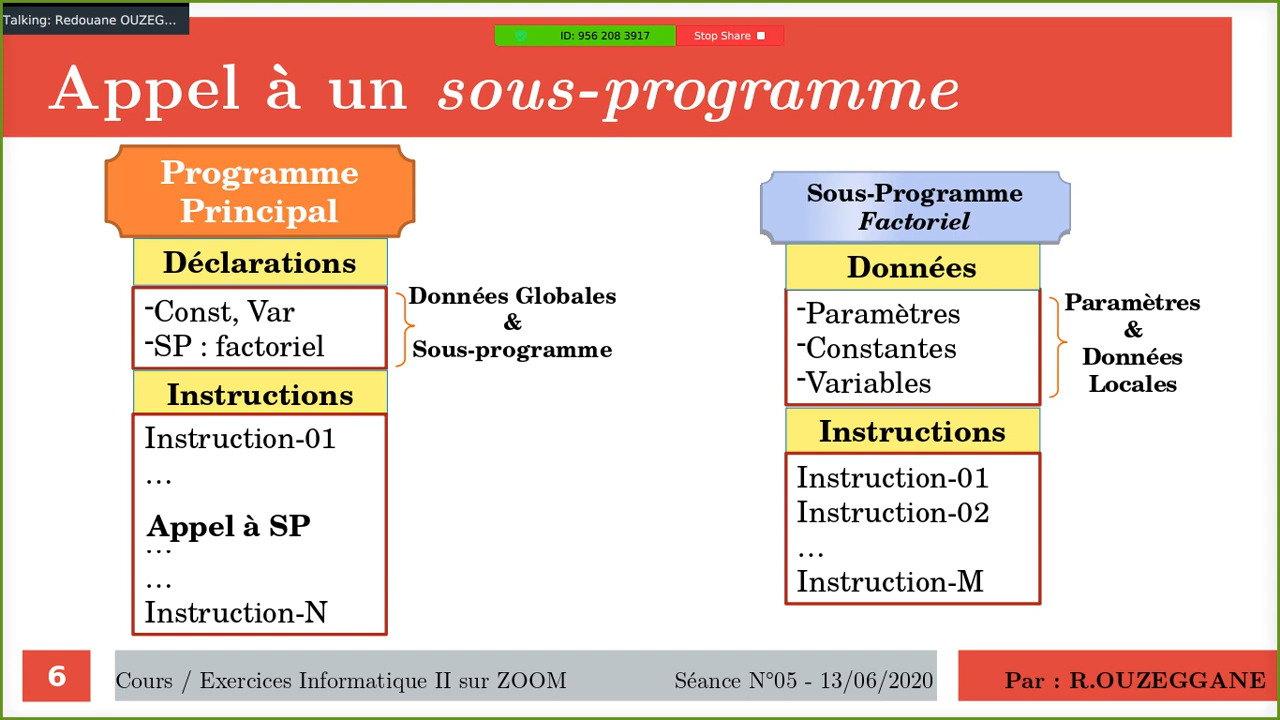 Talking: Redouane OUZEG...
ID: 956 208 3917
Stop Share
Appel à un sous-programme
Programme
Principal
Déclarations
-Const, Var
-SP : factoriel
Données Globales
&
Sous-programme
Instructions
Instruction-01
...
Appel à SP
...
...
Instruction-N
Sous-Programme
Factoriel
Données
-Paramètres
-Constantes
-Variables
Paramètres
&
Données
Locales
Instructions
Instruction-01
Instruction-02
...
Instruction-M
6
Cours / Exercices Informatique II sur ZOOM
Séance N°05 - 13/06/2020
Par : R.OUZEGGANE